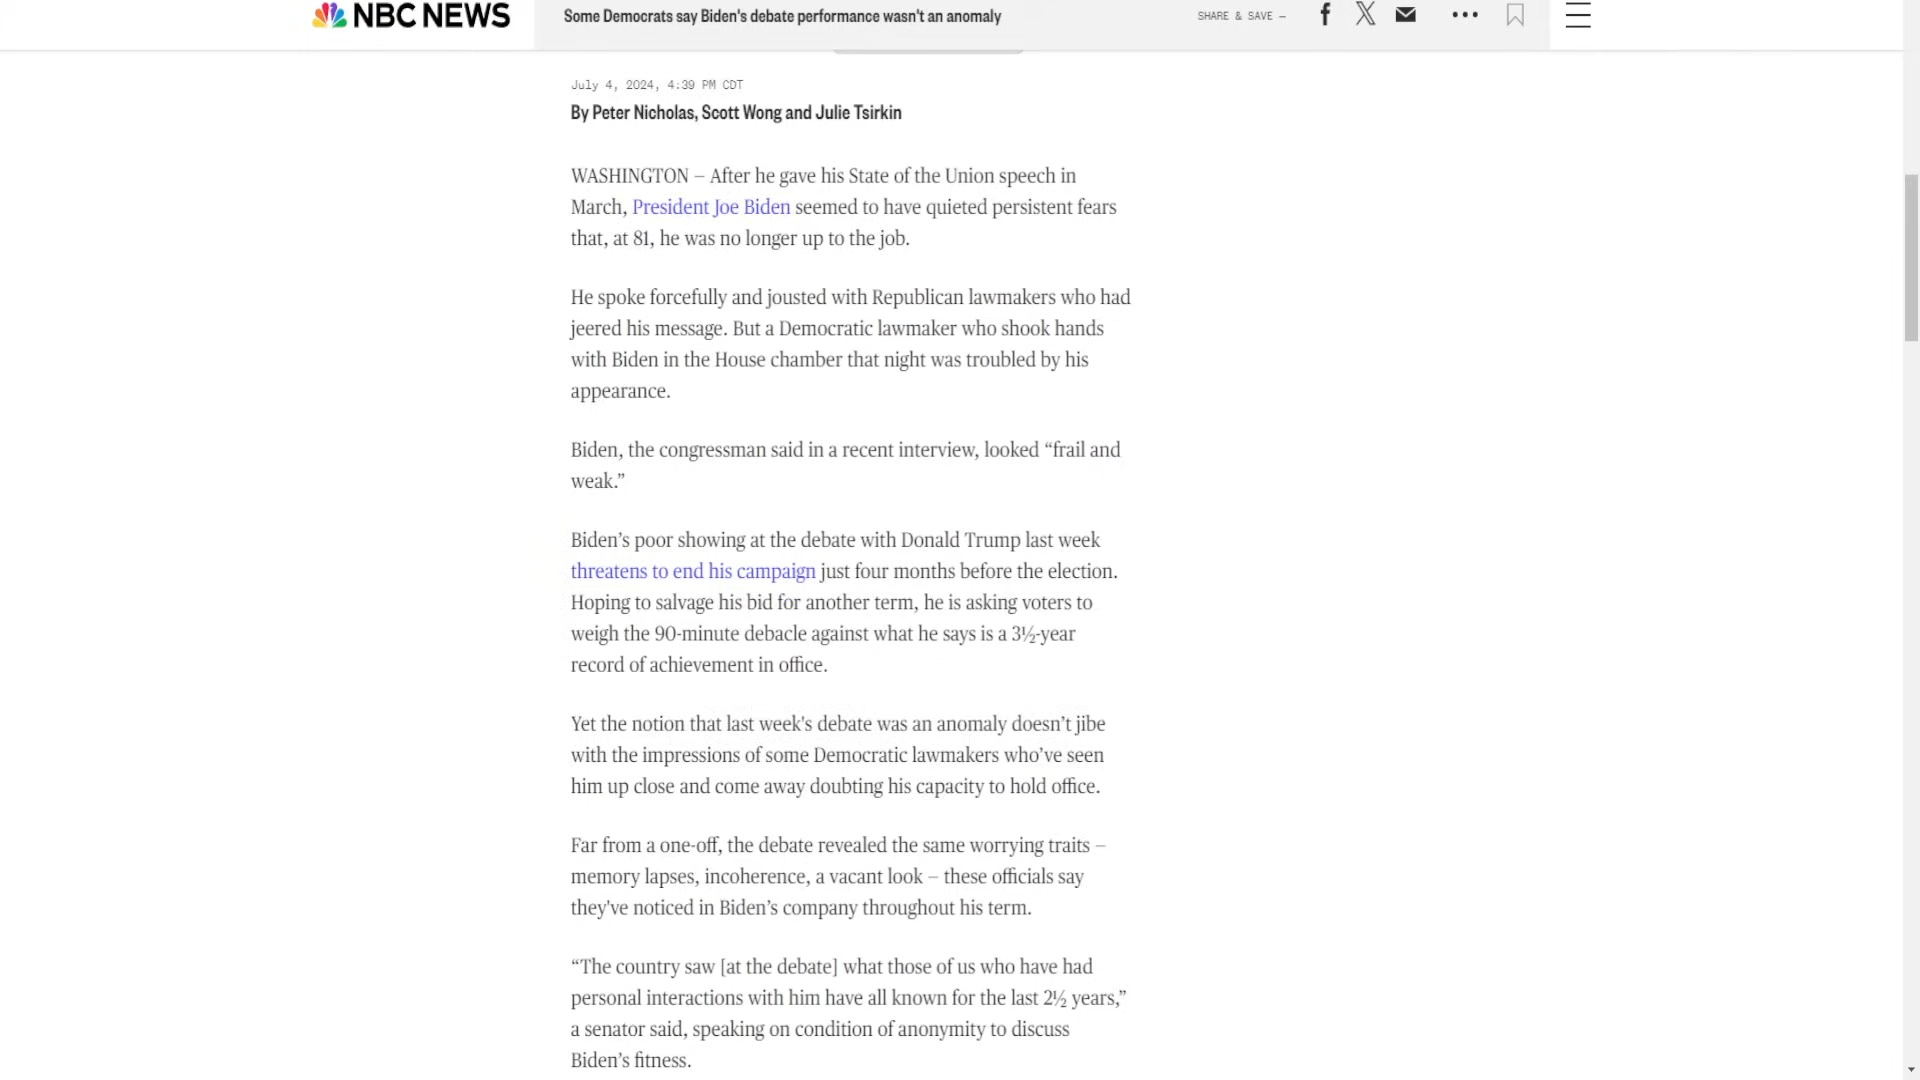 NBC NEWS
Some Democrats say Biden's debate performance wasn't an anomaly
SHARE & SAVE —
July 4, 2024, 4:39 PM CDT
By Peter Nicholas, Scott Wong and Julie Tsirkin
WASHINGTON — After he gave his State of the Union speech in
March, President Joe Biden seemed to have quieted persistent fears
that, at 81, he was no longer up to the job.
He spoke forcefully and jousted with Republican lawmakers who had
jeered his message. But a Democratic lawmaker who shook hands
with Biden in the House chamber that night was troubled by his
appearance.
Biden, the congressman said in a recent interview, looked “frail and
weak.”
Biden’s poor showing at the debate with Donald Trump last week
threatens to end his campaign just four months before the election.
Hoping to salvage his bid for another term, he is asking voters to
weigh the 90-minute debacle against what he says is a 3½-year
record of achievement in office.
Yet the notion that last week's debate was an anomaly doesn’t jibe
with the impressions of some Democratic lawmakers who’ve seen
him up close and come away doubting his capacity to hold office.
Far from a one-off, the debate revealed the same worrying traits —
memory lapses, incoherence, a vacant look — these officials say
they've noticed in Biden’s company throughout his term.
“The country saw [at the debate] what those of us who have had
personal interactions with him have all known for the last 2½ years,”
a senator said, speaking on condition of anonymity to discuss
Biden’s fitness.